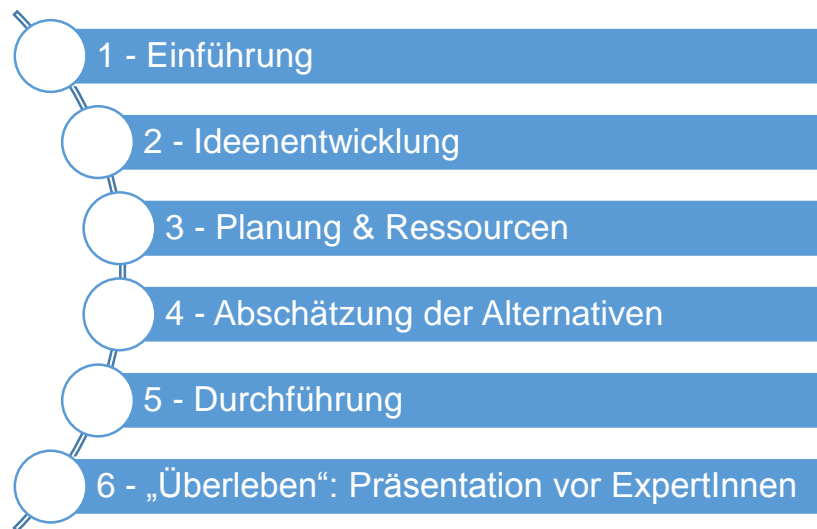 1 - Einführung
2 - Ideenentwicklung
3 - Planung & Ressourcen
4 - Abschätzung der Alternativen
5 - Durchführung
6 - „Überleben“: Präsentation vor ExpertInnen